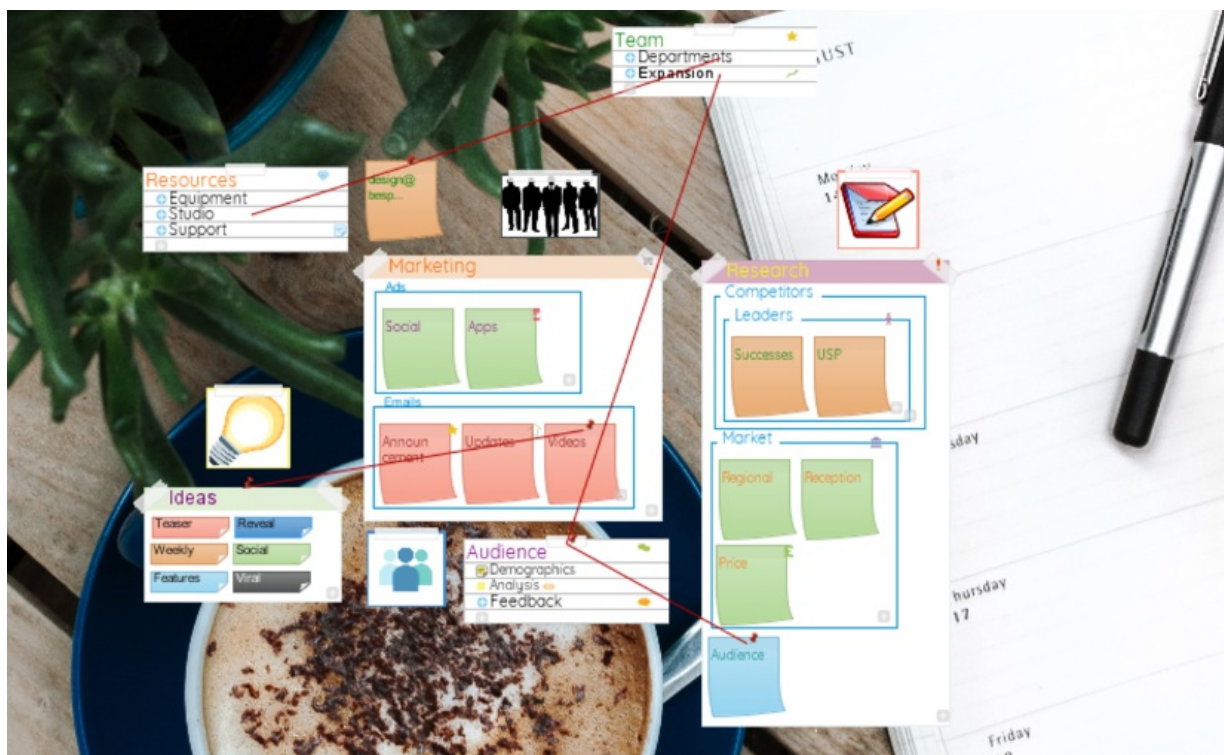 Team
Departments
Expansion
UST
Resources
Equipment
Studio
Support
design@
besp...
14
Marketing
Ads
Social
Apps
Emails
Announ
cement
Updates
Videos
Research
Competitors
Leaders
Successes
USP
Market
Regional
Reception
Price
Audience
Ideas
Teaser
Reveal
Weekly
Social
Features
Viral
Audience
Demographics
Analysis
Feedback
sday
hursday
17
Friday